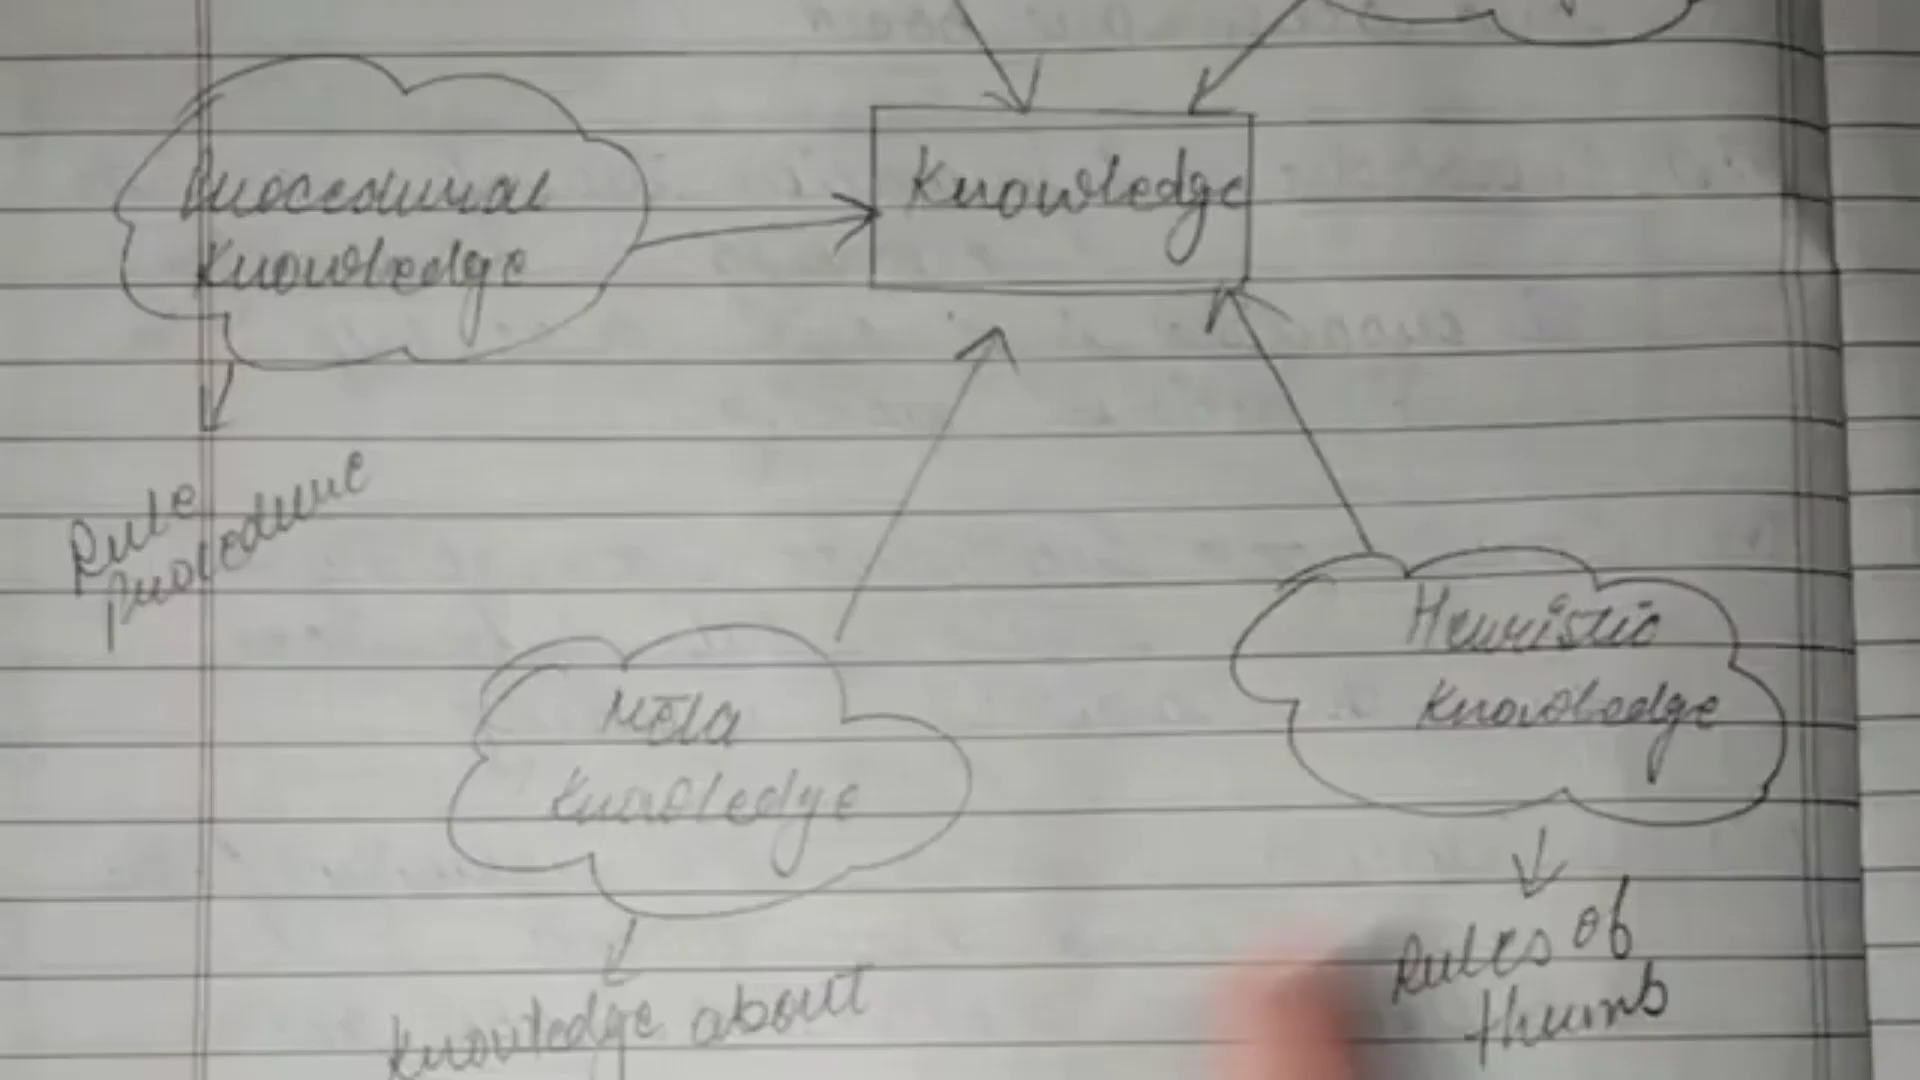 Knowledge
Procedural
Knowledge
Rule
procedure
Heuristic
Knowledge
Meta
Knowledge
Rules of
thumb
Knowledge about